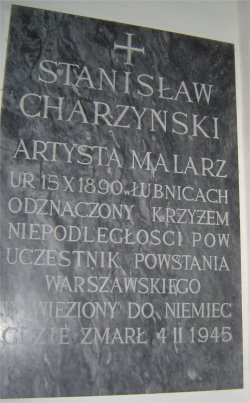 STANISŁAW
CHARZYNSKI
ARTYSTA MALARZ
UR 15 X 1890 W ŁUBNICACH
ODZNACZONY KRZYŻEM
NIEPODLEGŁOŚCI POW
UCZESTNIK POWSTANIA
WARSZAWSKIEGO
WYWIEZIONY DO NIEMIEC
GDZIE ZMARŁ 4 II 1945